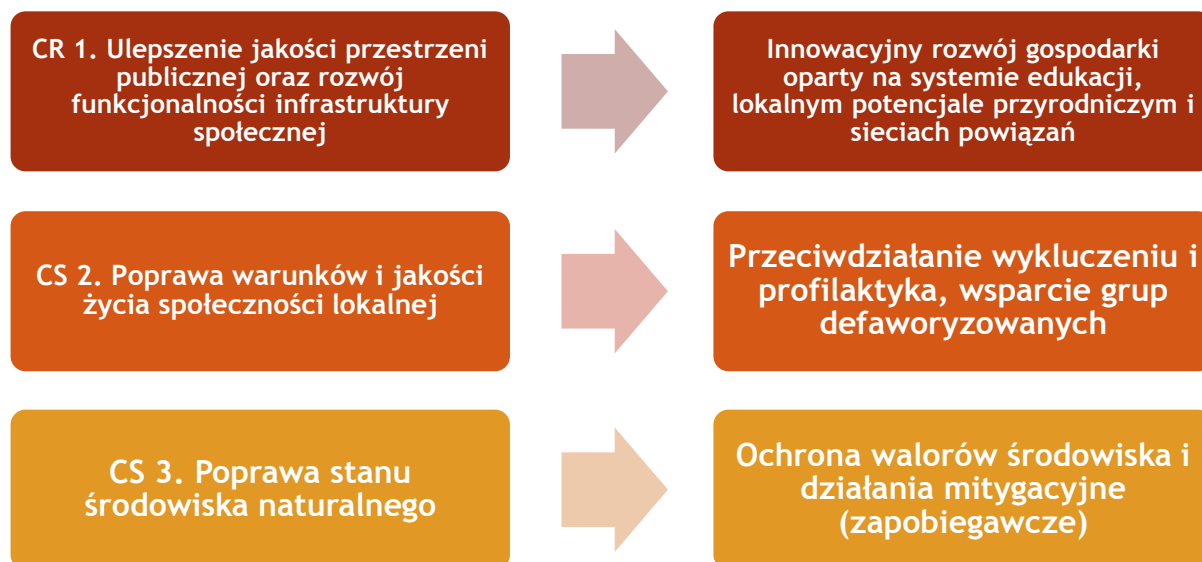 CR 1. Ulepszenie jakości przestrzeni
publicznej oraz rozwój
funkcjonalności infrastruktury
społecznej
Innowacyjny rozwój gospodarki
oparty na systemie edukacji,
lokalnym potencjale przyrodniczym i
sieciach powiązań
CS 2. Poprawa warunków i jakości
życia społeczności lokalnej
Przeciwdziałanie wykluczeniu i
profilaktyka, wsparcie grup
defaworyzowanych
CS 3. Poprawa stanu
środowiska naturalnego
Ochrona walorów środowiska i
działania mitygacyjne
(zapobiegawcze)